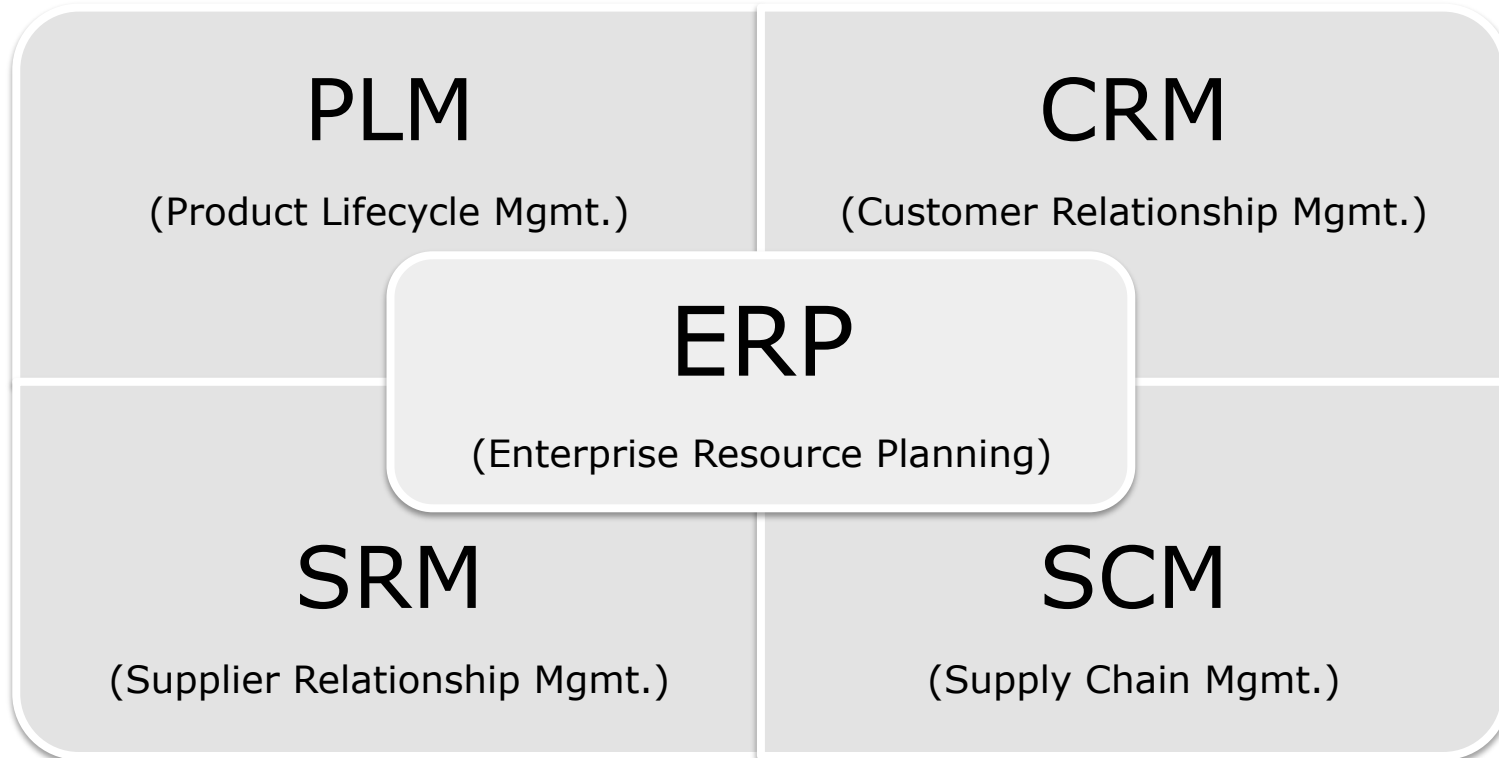 PLM
(Product Lifecycle Mgmt.)
CRM
(Customer Relationship Mgmt.)
ERP
(Enterprise Resource Planning)
SRM
(Supplier Relationship Mgmt.)
SCM
(Supply Chain Mgmt.)